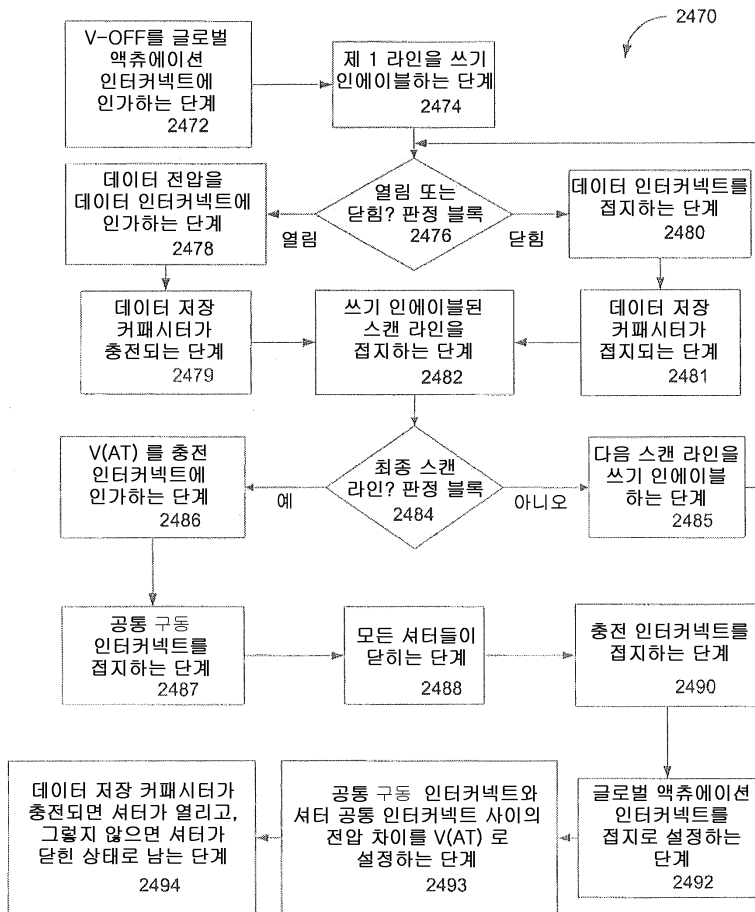 2470
V-OFF를 글로벌
액츄에이션
인터커넥트에
인가하는 단계
2472
제 1 라인을 쓰기
인에이블하는 단계
2474
데이터 전압을
데이터 인터커넥트에
인가하는 단계
2478
열림
열림 또는
닫힘? 판정 블록
2476
닫힘
데이터 인터커넥트를
접지하는 단계
2480
데이터 저장
커패시터가
충전되는 단계
2479
쓰기 인에이블된
스캔 라인을
접지하는 단계
2482
데이터 저장
커패시터가
접지되는 단계
2481
V(AT) 를 충전
인터커넥트에
인가하는 단계
2486
예
최종 스캔
라인? 판정 블록
2484
아니오
다음 스캔 라인을
쓰기 인에이블
하는 단계
2485
공통 구동
인터커넥트를
접지하는 단계
2487
모든 셔터들이
닫히는 단계
2488
충전 인터커넥트를
접지하는 단계
2490
데이터 저장 커패시터가
충전되면 셔터가 열리고,
그렇지 않으면 셔터가
닫힌 상태로 남는 단계
2494
공통 구동 인터커넥트와
셔터 공통 인터커넥트 사이의
전압 차이를 V(AT) 로
설정하는 단계
2493
글로벌 액츄에이션
인터커넥트를
접지로 설정하는
단계
2492